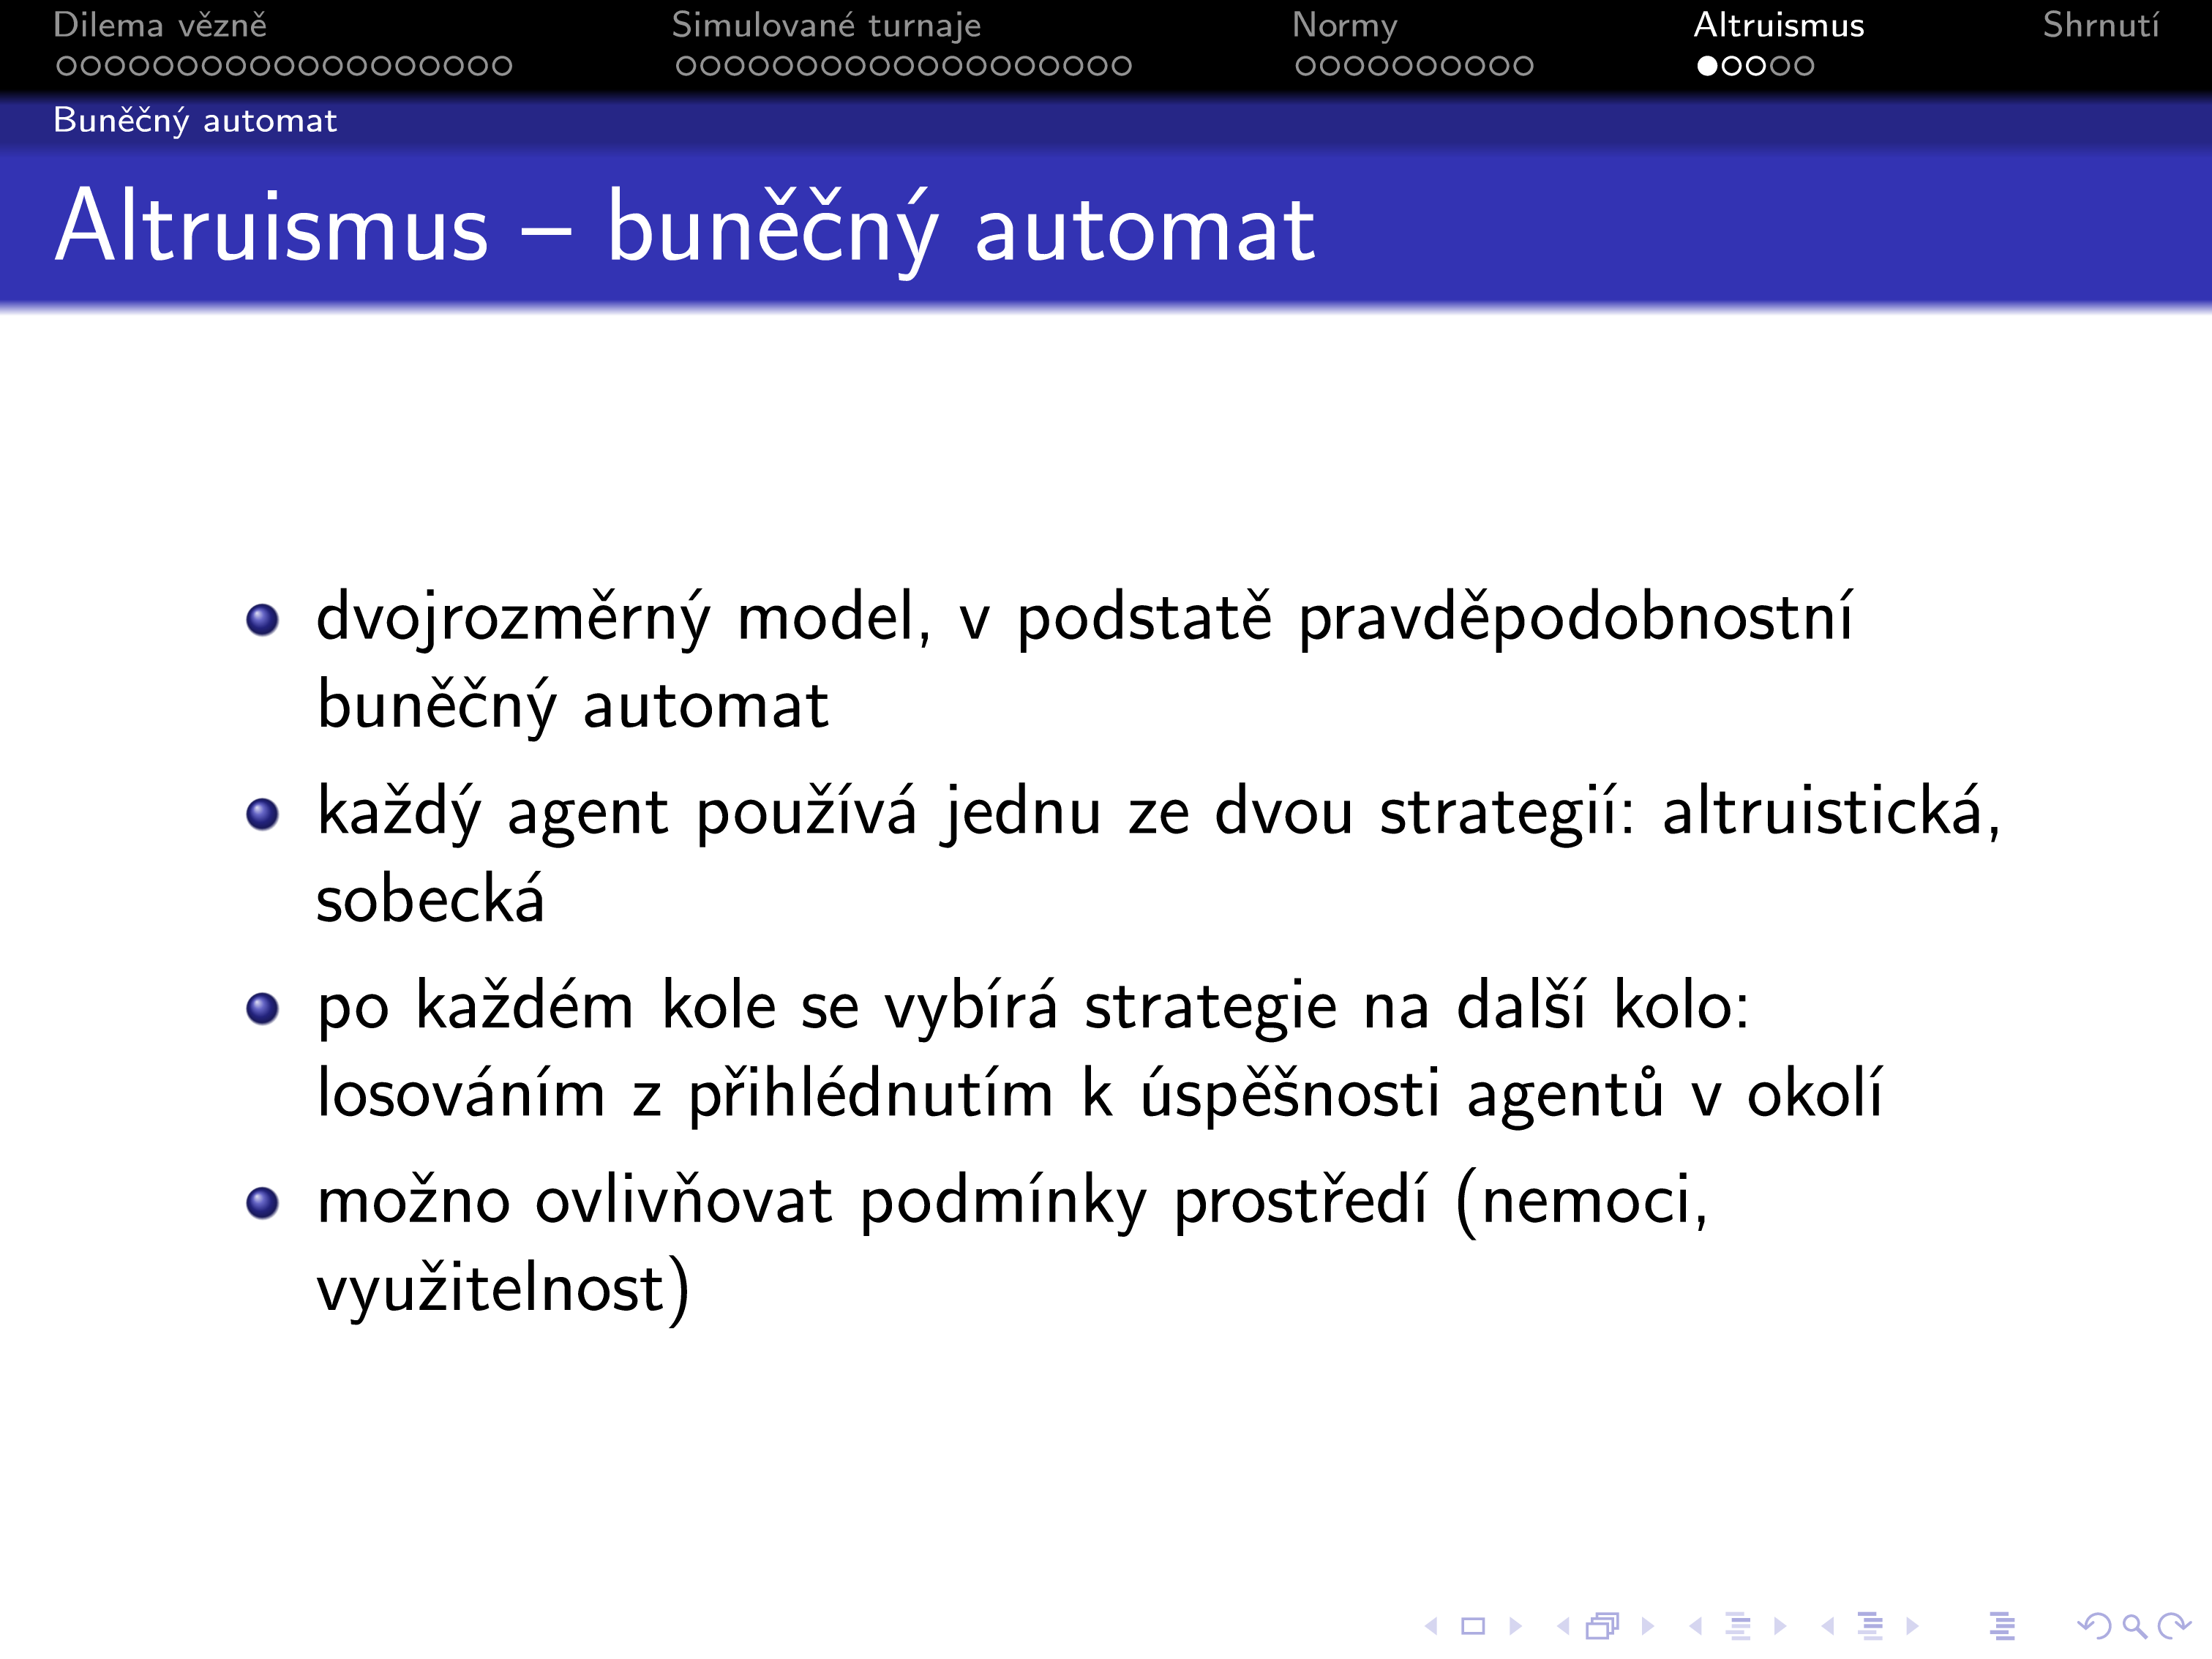 Dilema vězně
Simulované turnaje
Normy
Altruismus
Shrnutí
Buněčný automat
Altruismus – buněčný automat
dvojrozměrný model, v podstatě pravděpodobnostní
buněčný automat
každý agent používá jednu ze dvou strategií: altruistická,
sobecká
po každém kole se vybírá strategie na další kolo:
losováním z přihlédnutím k úspěšnosti agentů v okolí
možno ovlivňovat podmínky prostředí (nemoci,
využitelnost)